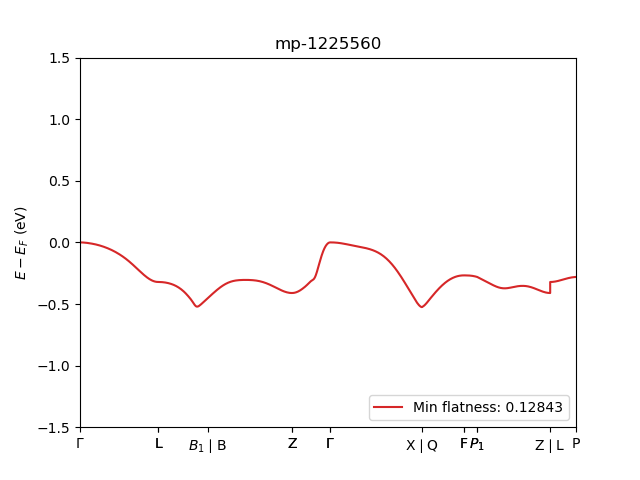 mp-1225560
E − E_F (eV)
1.5
1.0
0.5
0.0
−0.5
−1.0
−1.5
Min flatness: 0.12843
Γ L B₁ | B Z Γ X | Q F P₁ Z | L P